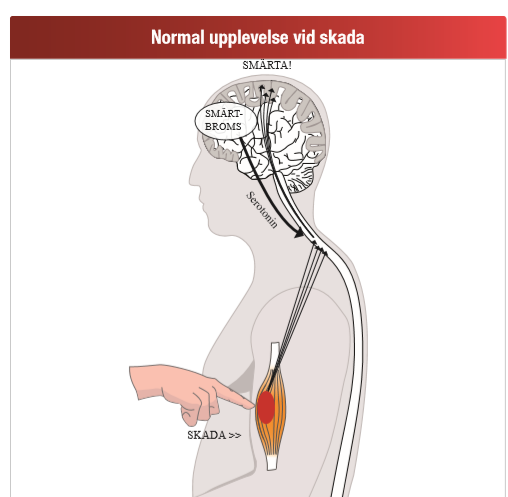 Normal upplevelse vid skada
SMÄRTA!
SMÄRT-
BROMS
Serotonin
SKADA >>